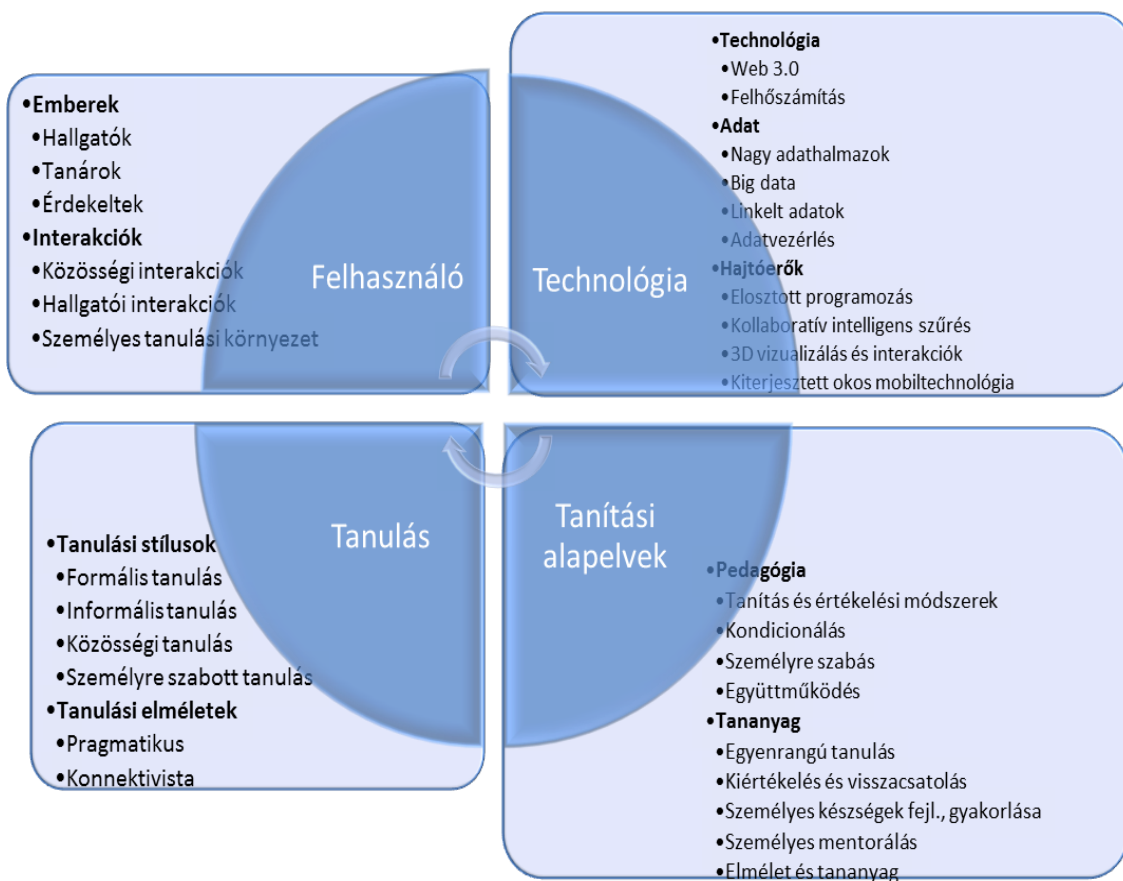 •Emberek
•Hallgatók
•Tanárok
•Érdekeltek
•Interakciók
•Közösségi interakciók
•Hallgatói interakciók
•Személyes tanulási környezet
Felhasználó
•Technológia
•Web 3.0
•Felhőszámítás
•Adat
•Nagy adathalmazok
•Big data
•Linkelt adatok
•Adatvezérlés
•Hajtóerők
•Elosztott programozás
•Kollaboratív intelligens szűrés
•3D vizualizálás és interakciók
•Kiterjesztett okos mobiltechnológia
Technológia
•Tanulási stílusok
•Formális tanulás
•Informális tanulás
•Közösségi tanulás
•Személyre szabott tanulás
•Tanulási elméletek
•Pragmatikus
•Konnektivista
Tanulás
Tanítási
alapelvek
•Pedagógia
•Tanítás és értékelési módszerek
•Kondicionálás
•Személyre szabás
•Együttműködés
•Tananyag
•Egyenrangú tanulás
•Kiértékelés és visszacsatolás
•Személyes készségek fejl., gyakorlása
•Személyes mentorálás
•Elmélet és tananyag